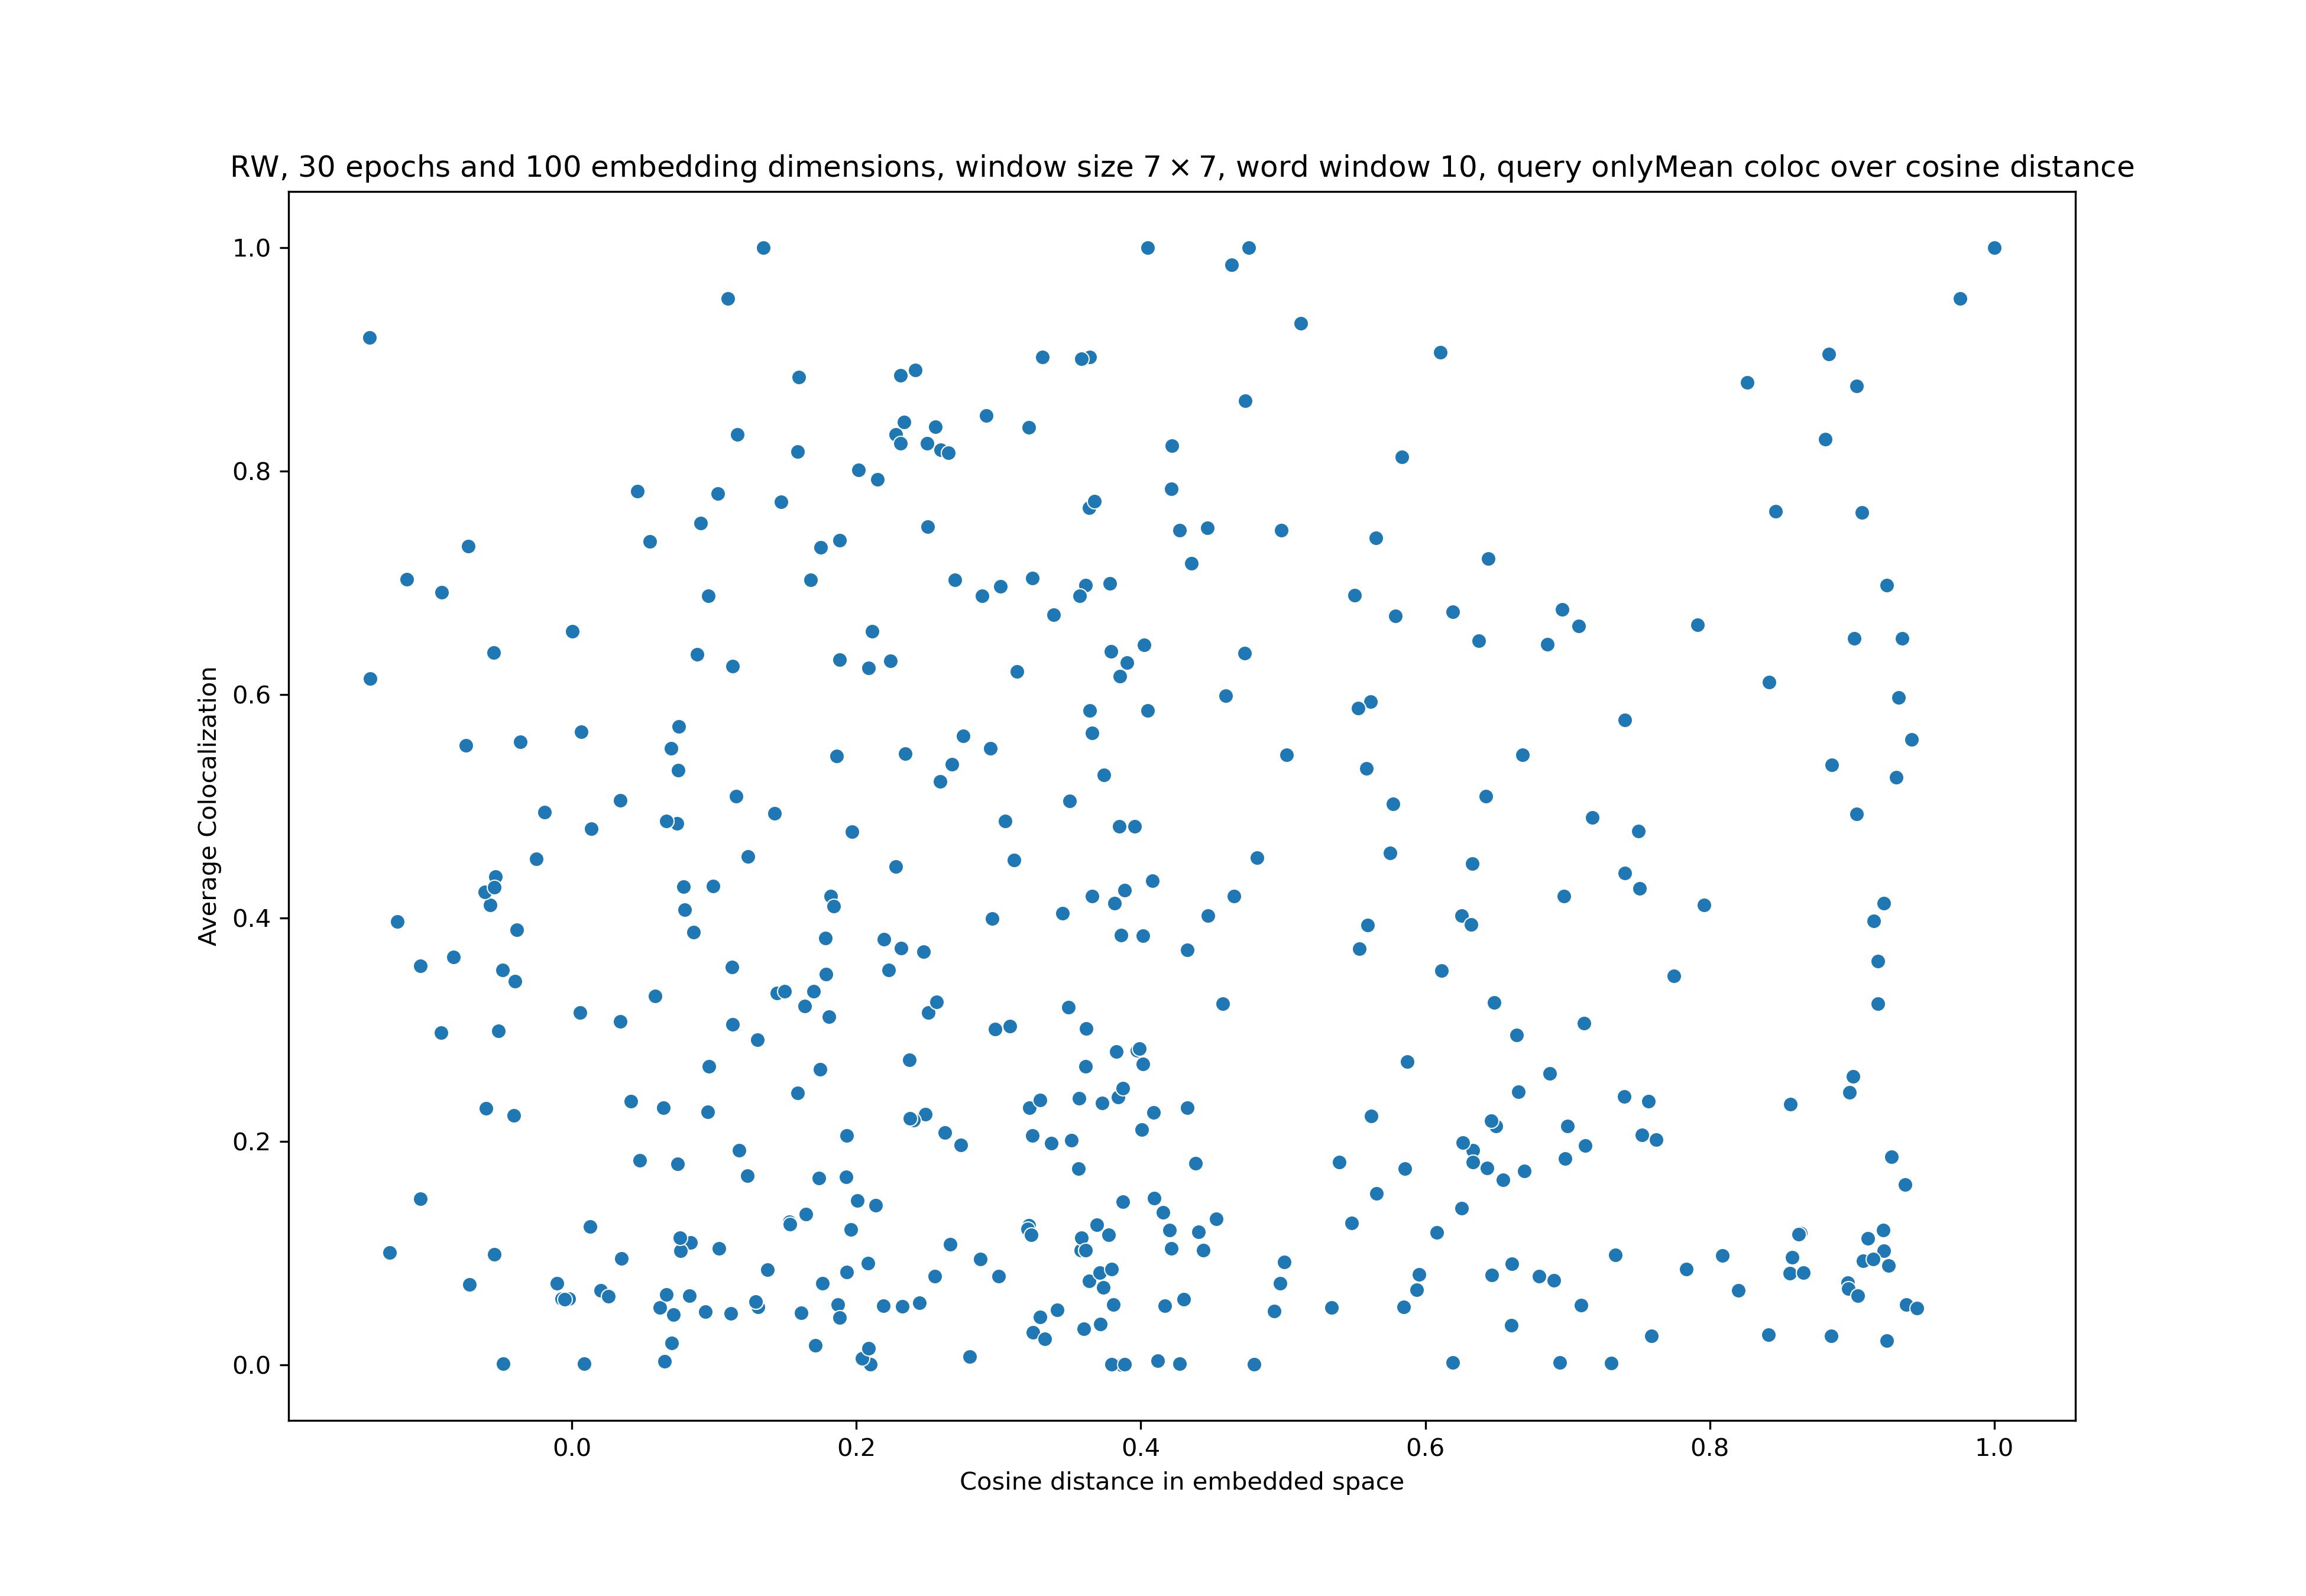 RW, 30 epochs and 100 embedding dimensions, window size 7 × 7, word window 10, query onlyMean coloc over cosine distance
Average Colocalization
1.0
0.8
0.6
0.4
0.2
0.0
0.0 0.2 0.4 0.6 0.8 1.0
Cosine distance in embedded space